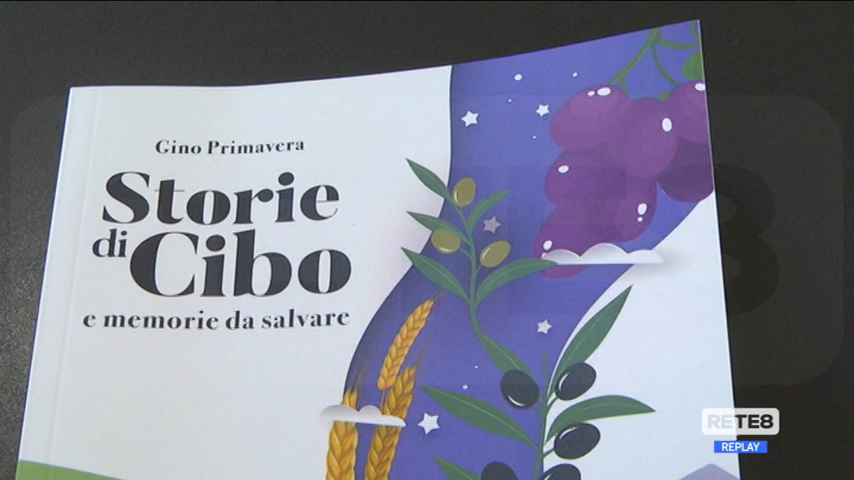 Gino Primavera
Storie
di Cibo
e memorie da salvare
RETE8
REPLAY